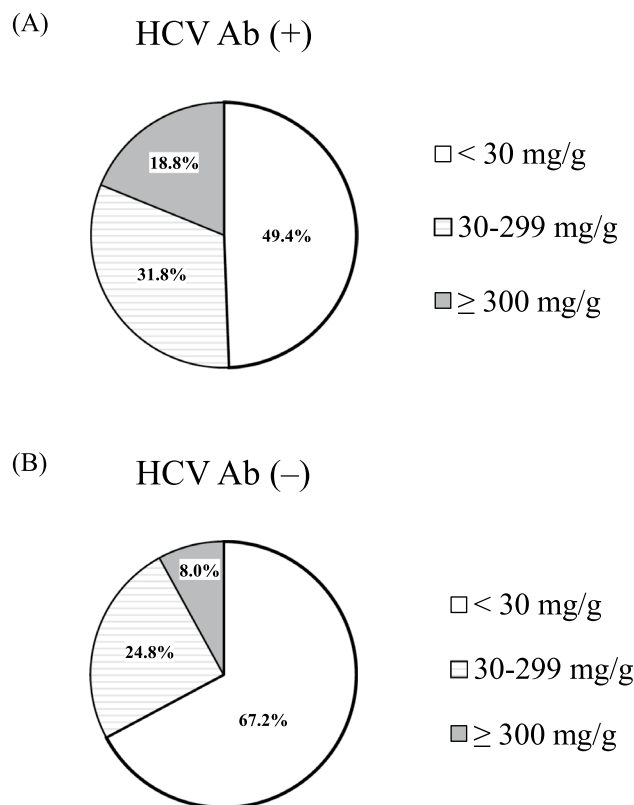 (A)
HCV Ab (+)
18.8%
49.4%
31.8%
< 30 mg/g
30-299 mg/g
≥ 300 mg/g
(B)
HCV Ab (–)
8.0%
24.8%
67.2%
< 30 mg/g
30-299 mg/g
≥ 300 mg/g